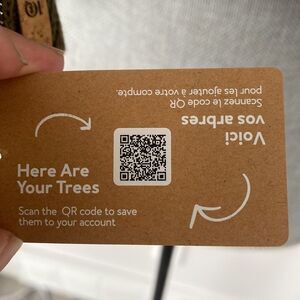 Here Are
Your Trees
Scan the QR code to save
them to your account
Voici
vos arbres
Scannez le code QR
pour les ajouter à votre compte.